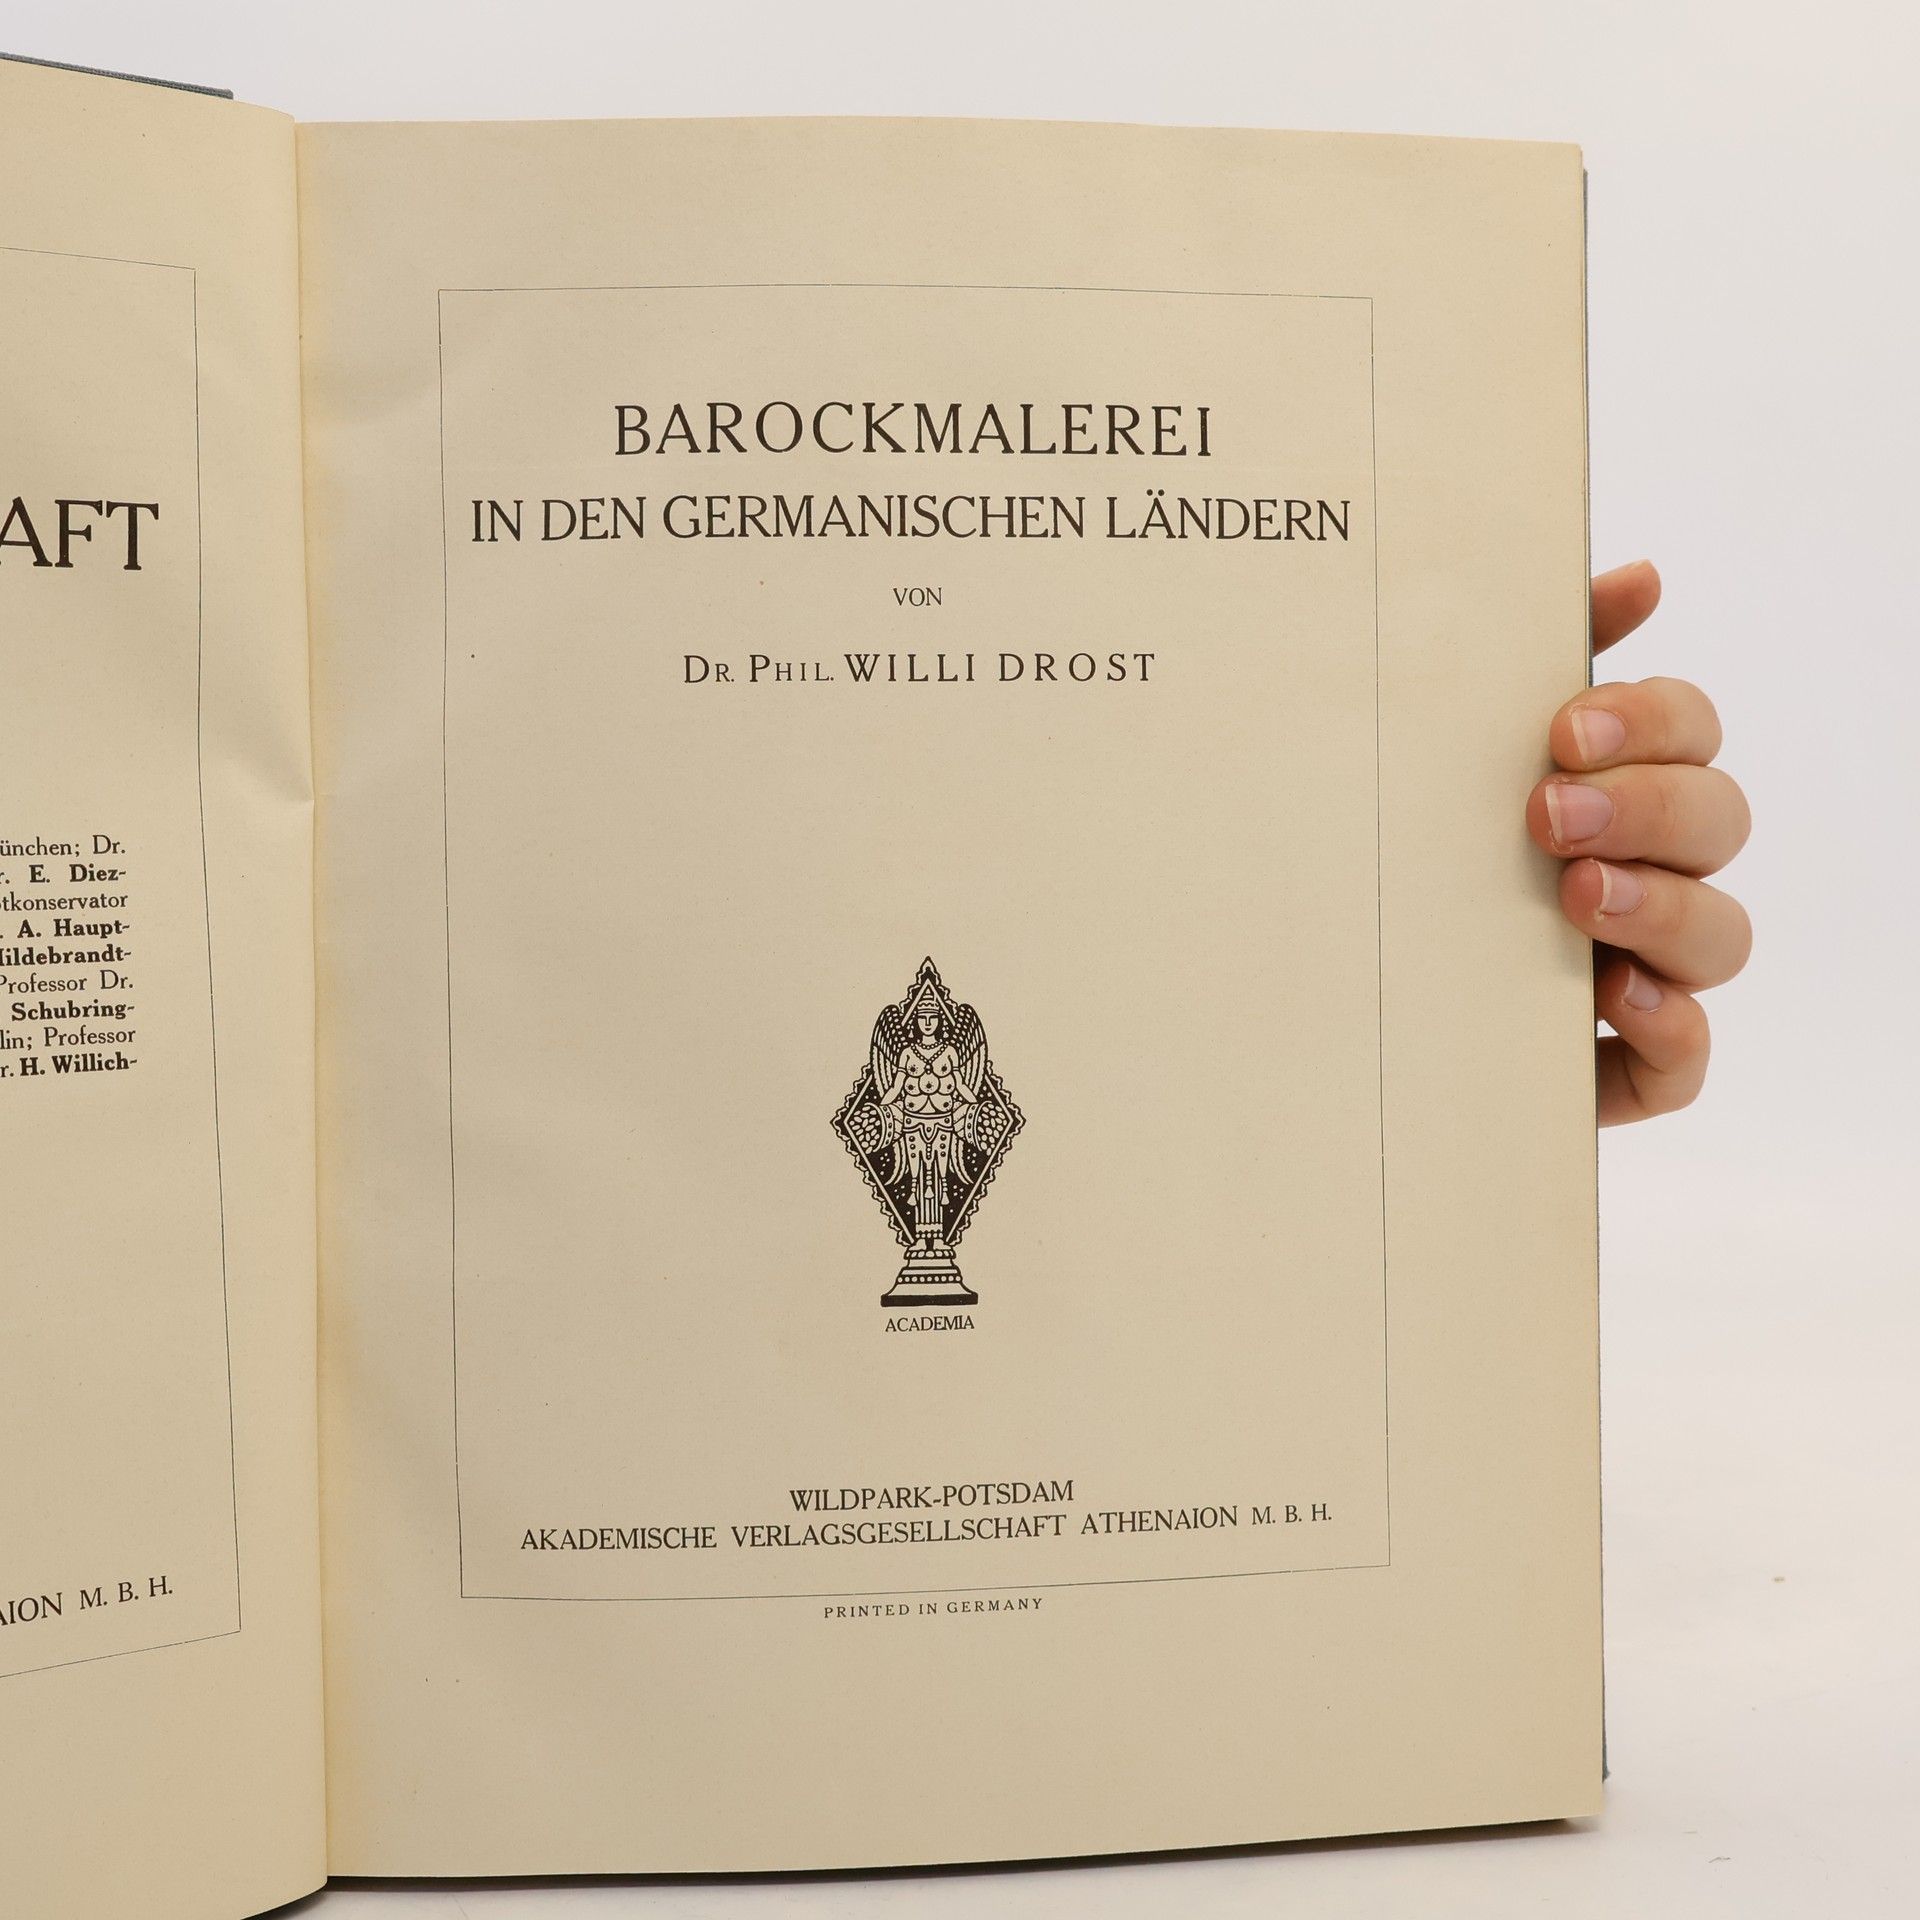 AFT
ünchen; Dr.
r. E. Diez-
tkonservator
. A. Haupt-
Hildebrandt-
Professor Dr.
Schubring-
lin; Professor
r. H. Willich-
AION M. B. H.
BAROCKMALEREI
IN DEN GERMANISCHEN LÄNDERN
VON
DR. PHIL. WILLI DROST
ACADEMIA
WILDPARK-POTSDAM
AKADEMISCHE VERLAGSGESELLSCHAFT ATHENAION M. B. H.
PRINTED IN GERMANY